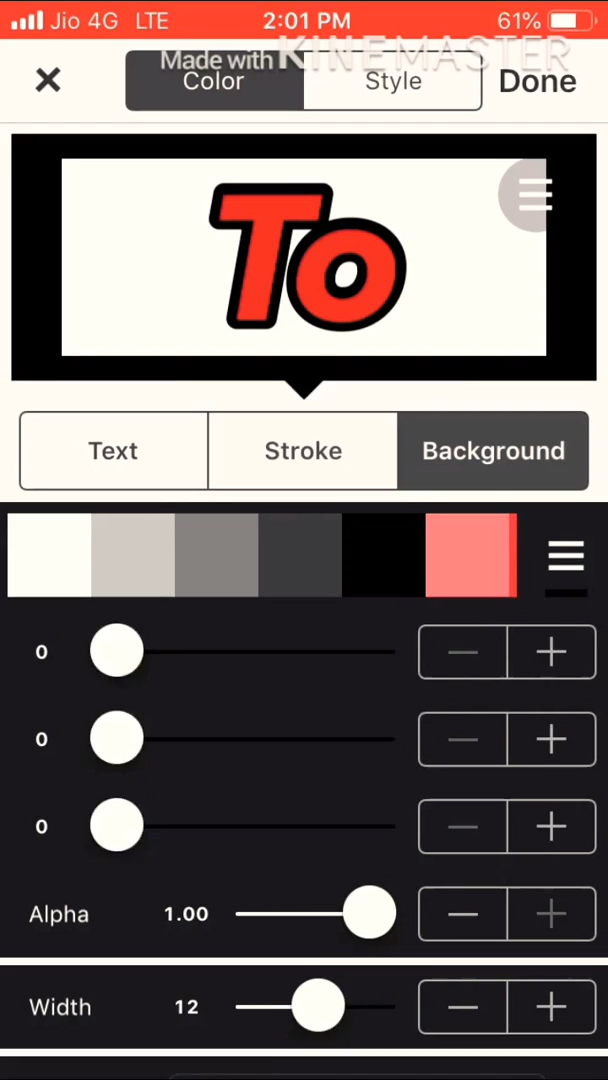 Jio 4G LTE 2:01 PM 61%
Made with KINEMASTER
Color Style Done
To
Text Stroke Background
0
0
0
Alpha 1.00
Width 12